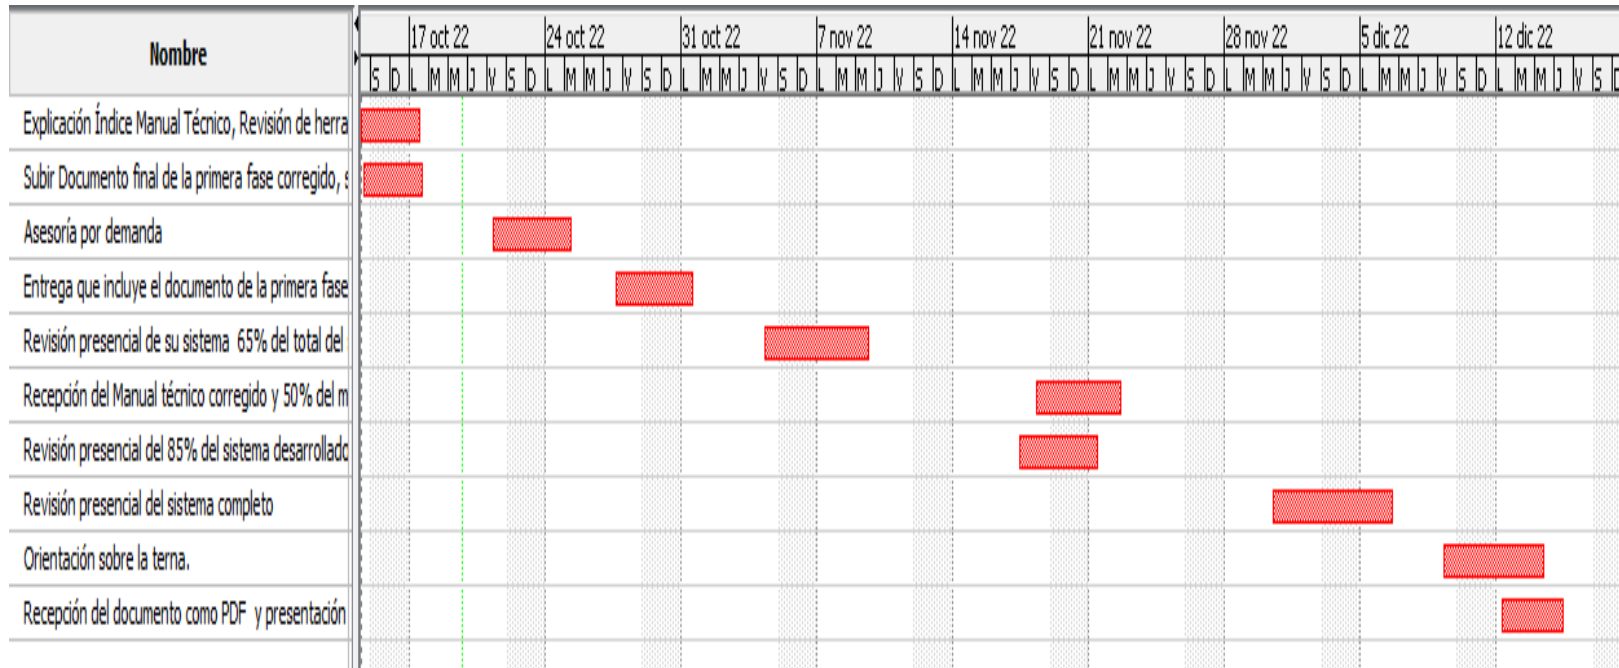 Nombre
17 oct 22 24 oct 22 31 oct 22 7 nov 22 14 nov 22 21 nov 22 28 nov 22 5 dic 22 12 dic 22
S D L M M J V S D L M M J V S D L M M J V S D L M M J V S D L M M J V S D L M M J V S D L M M J V S D L M M J V S D L M M J V S D
Explicación Índice Manual Técnico, Revisión de herra
Subir Documento final de la primera fase corregido, s
Asesoría por demanda
Entrega que incluye el documento de la primera fase
Revisión presencial de su sistema 65% del total del
Recepción del Manual técnico corregido y 50% del m
Revisión presencial del 85% del sistema desarrollado
Revisión presencial del sistema completo
Orientación sobre la terna.
Recepción del documento como PDF y presentación